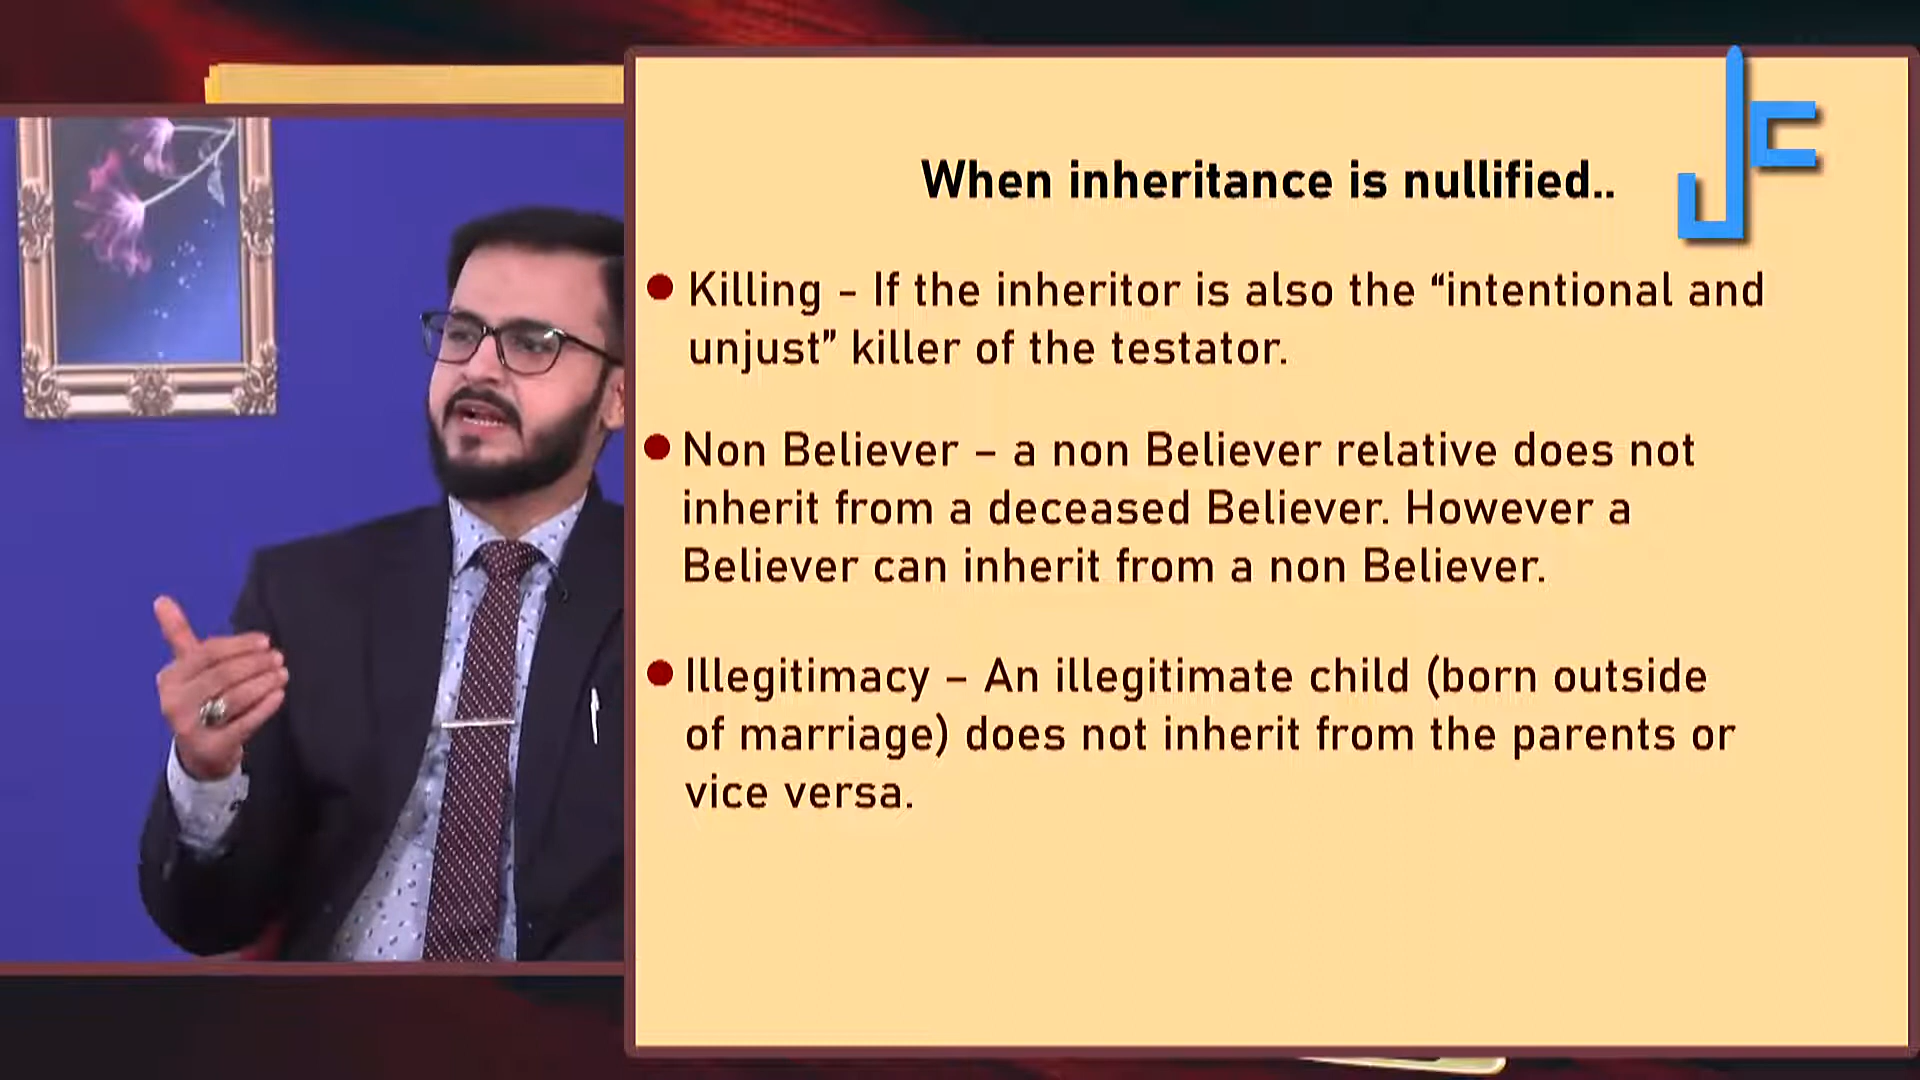 When inheritance is nullified..
JC
Killing - If the inheritor is also the “intentional and
unjust” killer of the testator.
Non Believer – a non Believer relative does not
inherit from a deceased Believer. However a
Believer can inherit from a non Believer.
Illegitimacy – An illegitimate child (born outside
of marriage) does not inherit from the parents or
vice versa.